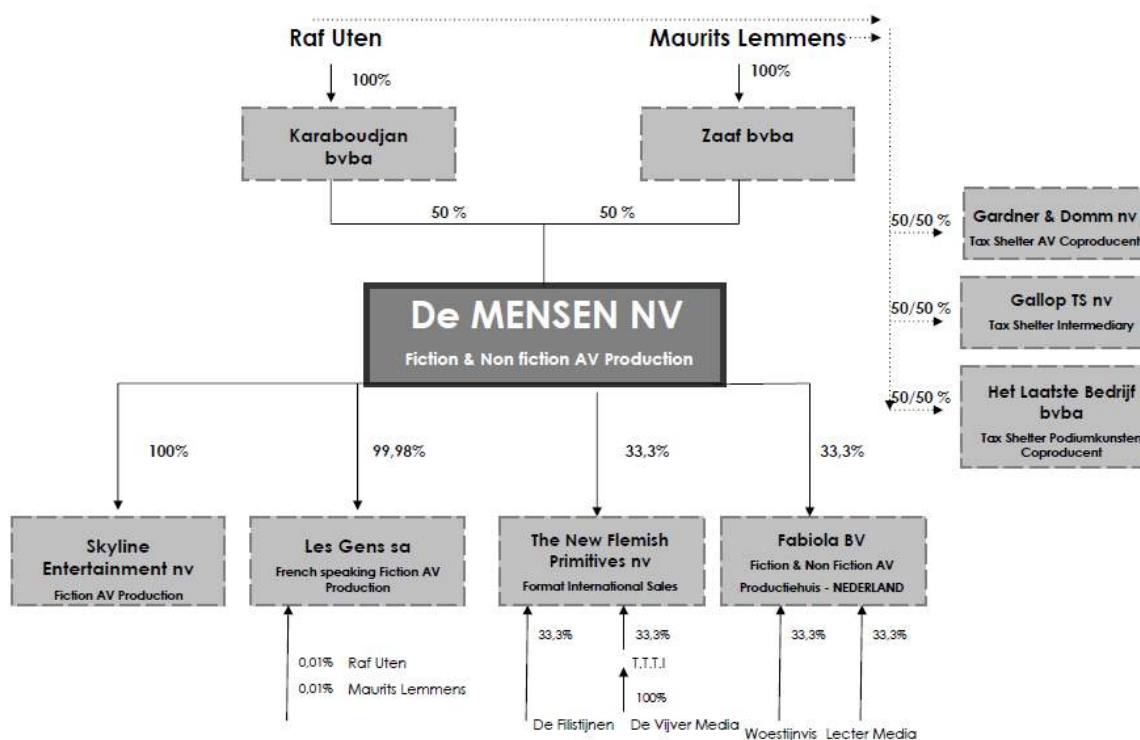 Raf Uten
Maurits Lemmens
100%
100%
Karaboudjan
bvba
Zaaf bvba
50 %
50 %
50/50 %
Gardner & Domm nv
Tax Shelter AV Coproducent
50/50 %
Gallop TS nv
Tax Shelter Intermediary
50/50 %
Het Laatste Bedrijf
bvba
Tax Shelter Podiumkunsten
Coproducent
De MENSEN NV
Fiction & Non fiction AV Production
100%
99,98%
33,3%
33,3%
Skyline
Entertainment nv
Fiction AV Production
Les Gens sa
French speaking Fiction AV
Production
The New Flemish
Primitives nv
Format International Sales
Fabiola BV
Fiction & Non Fiction AV
Productiehuis - NEDERLAND
0,01% Raf Uten
0,01% Maurits Lemmens
33,3%
33,3%
T.T.T.I
100%
De Filistijnen
De Vijver Media
33,3%
33,3%
Woestijnvis
Lecter Media